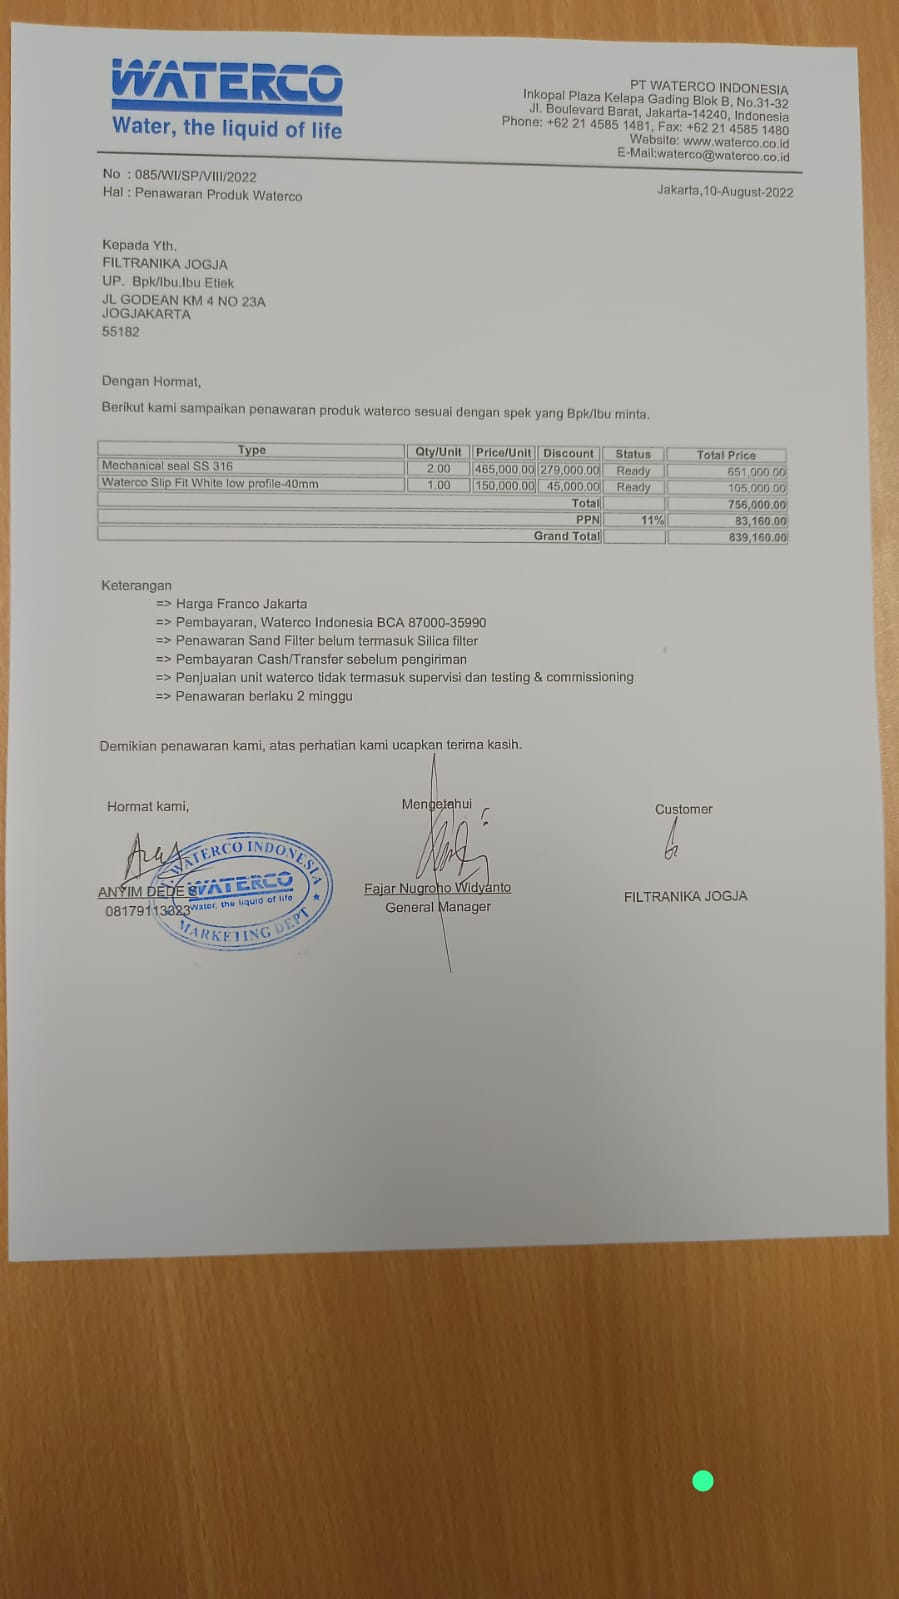 WATERCO
Water, the liquid of life
PT WATERCO INDONESIA
Inkopal Plaza Kelapa Gading Blok B, No.31-32
Jl. Boulevard Barat, Jakarta-14240, Indonesia
Phone: +62 21 4585 1481, Fax: +62 21 4585 1480
Website: www.waterco.co.id
E-Mail:waterco@waterco.co.id
No : 085/WI/SP/VIII/2022
Hal : Penawaran Produk Waterco
Jakarta,10-August-2022
Kepada Yth.
FILTRANIKA JOGJA
UP. Bpk/Ibu.Ibu Etiek
JL GODEAN KM 4 NO 23A
JOGJAKARTA
55182
Dengan Hormat,
Berikut kami sampaikan penawaran produk waterco sesuai dengan spek yang Bpk/Ibu minta.
Type Qty/Unit Price/Unit Discount Status Total Price
Mechanical seal SS 316 2.00 465,000.00 279,000.00 Ready 651,000.00
Waterco Slip Fit White low profile-40mm 1.00 150,000.00 45,000.00 Ready 105,000.00
Total 756,000.00
PPN 11% 83,160.00
Grand Total 839,160.00
Keterangan
=> Harga Franco Jakarta
=> Pembayaran, Waterco Indonesia BCA 87000-35990
=> Penawaran Sand Filter belum termasuk Silica filter
=> Pembayaran Cash/Transfer sebelum pengiriman
=> Penjualan unit waterco tidak termasuk supervisi dan testing & commissioning
=> Penawaran berlaku 2 minggu
Demikian penawaran kami, atas perhatian kami ucapkan terima kasih.
Hormat kami,
Mengetahui
Customer
ANYIM DEDE S
08179113323
WATERCO INDONESIA
WATERCO
Water, the liquid of life
MARKETING DEPT
Fajar Nugroho Widyanto
General Manager
FILTRANIKA JOGJA